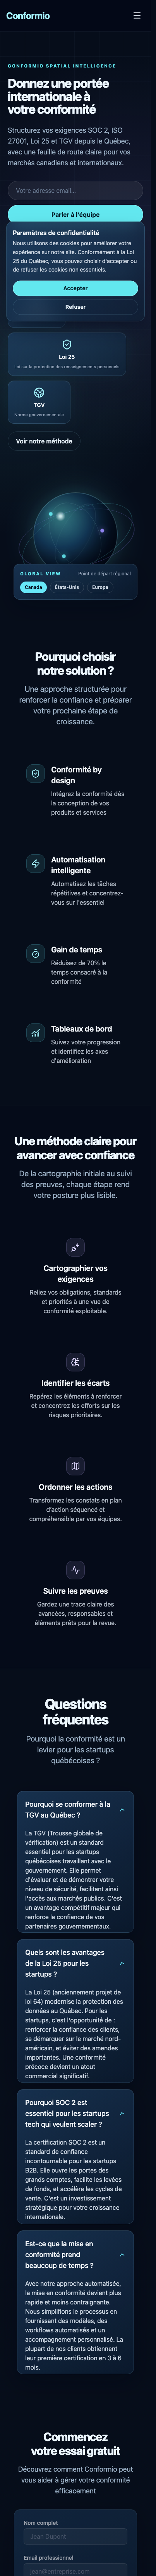 Conformio
CONFORMIO SPATIAL INTELLIGENCE
Donnez une portée
internationale à
votre conformité
Structurez vos exigences SOC 2, ISO
27001, Loi 25 et TGV depuis le Québec,
avec une feuille de route claire pour vos
marchés canadiens et internationaux.
Votre adresse email...
Parler à l'équipe
Paramètres de confidentialité
Nous utilisons des cookies pour améliorer votre
expérience sur notre site. Conformément à la Loi
25 du Québec, vous pouvez choisir d'accepter ou
de refuser les cookies non essentiels.
Accepter
Refuser
Loi 25
Loi sur la protection des renseignements personnels
TGV
Norme gouvernementale
Voir notre méthode
GLOBAL VIEW
Point de départ régional
Canada
États-Unis
Europe
Pourquoi choisir
notre solution ?
Une approche structurée pour
renforcer la confiance et préparer
votre prochaine étape de
croissance.
Conformité by
design
Intégrez la conformité dès
la conception de vos
produits et services
Automatisation
intelligente
Automatisez les tâches
répétitives et concentrez-
vous sur l'essentiel
Gain de temps
Réduisez de 70% le
temps consacré à la
conformité
Tableaux de bord
Suivez votre progression
et identifiez les axes
d'amélioration
Une méthode claire pour
avancer avec confiance
De la cartographie initiale au suivi
des preuves, chaque étape rend
votre posture plus lisible.
Cartographier vos
exigences
Reliez vos obligations, standards
et priorités à une vue de
conformité exploitable.
Identifier les écarts
Repérez les éléments à renforcer
et concentrez les efforts sur les
risques prioritaires.
Ordonner les actions
Transformez les constats en plan
d'action séquencé et
compréhensible par vos équipes.
Suivre les preuves
Gardez une trace claire des
avancées, responsables et
éléments prêts pour la revue.
Questions
fréquentes
Pourquoi la conformité est un
levier pour les startups
québécoises ?
Pourquoi se conformer à la
TGV au Québec ?
La TGV (Trousse globale de
vérification) est un standard
essentiel pour les startups
québécoises travaillant avec le
gouvernement. Elle permet
d'évaluer et de démontrer votre
niveau de sécurité, facilitant ainsi
l'accès aux marchés publics. C'est
un avantage compétitif majeur qui
renforce la confiance de vos
partenaires gouvernementaux.
Quels sont les avantages
de la Loi 25 pour les
startups ?
La Loi 25 (anciennement projet de
loi 64) modernise la protection des
données au Québec. Pour les
startups, c'est l'opportunité de :
renforcer la confiance des clients,
se démarquer sur le marché nord-
américain, et éviter des amendes
importantes. Une conformité
précoce devient un atout
commercial significatif.
Pourquoi SOC 2 est
essentiel pour les startups
tech qui veulent scaler ?
La certification SOC 2 est un
standard de confiance
incontournable pour les startups
B2B. Elle ouvre les portes des
grands comptes, facilite les levées
de fonds, et accélère les cycles de
vente. C'est un investissement
stratégique pour votre croissance
internationale.
Est-ce que la mise en
conformité prend
beaucoup de temps ?
Avec notre approche automatisée,
la mise en conformité devient plus
rapide et moins contraignante.
Nous simplifions le processus en
fournissant des modèles, des
workflows automatisés et un
accompagnement personnalisé. La
plupart de nos clients obtiennent
leur première certification en 3 à 6
mois.
Commencez
votre essai gratuit
Découvrez comment Conformio peut
vous aider à gérer votre conformité
efficacement
Nom complet
Jean Dupont
Email professionnel
jean@entreprise.com